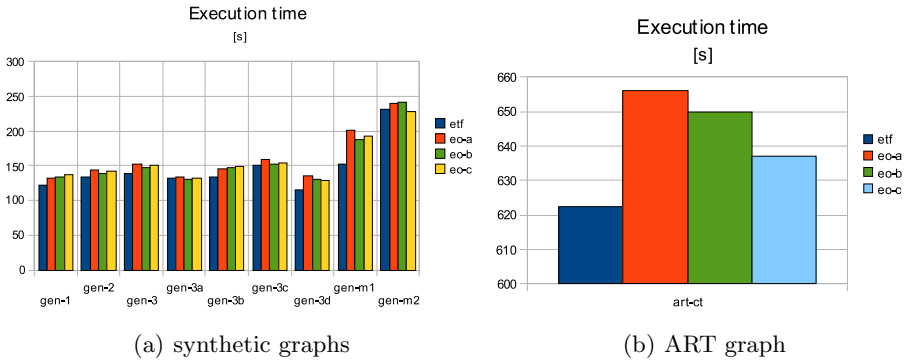 Execution time
[s]
300
250
200
150
100
50
0
gen-1
gen-2
gen-3
gen-3a
gen-3b
gen-3c
gen-3d
gen-m1
gen-m2
etf
eo-a
eo-b
eo-c
(a) synthetic graphs
Execution time
[s]
660
650
640
630
620
610
600
art-ct
etf
eo-a
eo-b
eo-c
(b) ART graph